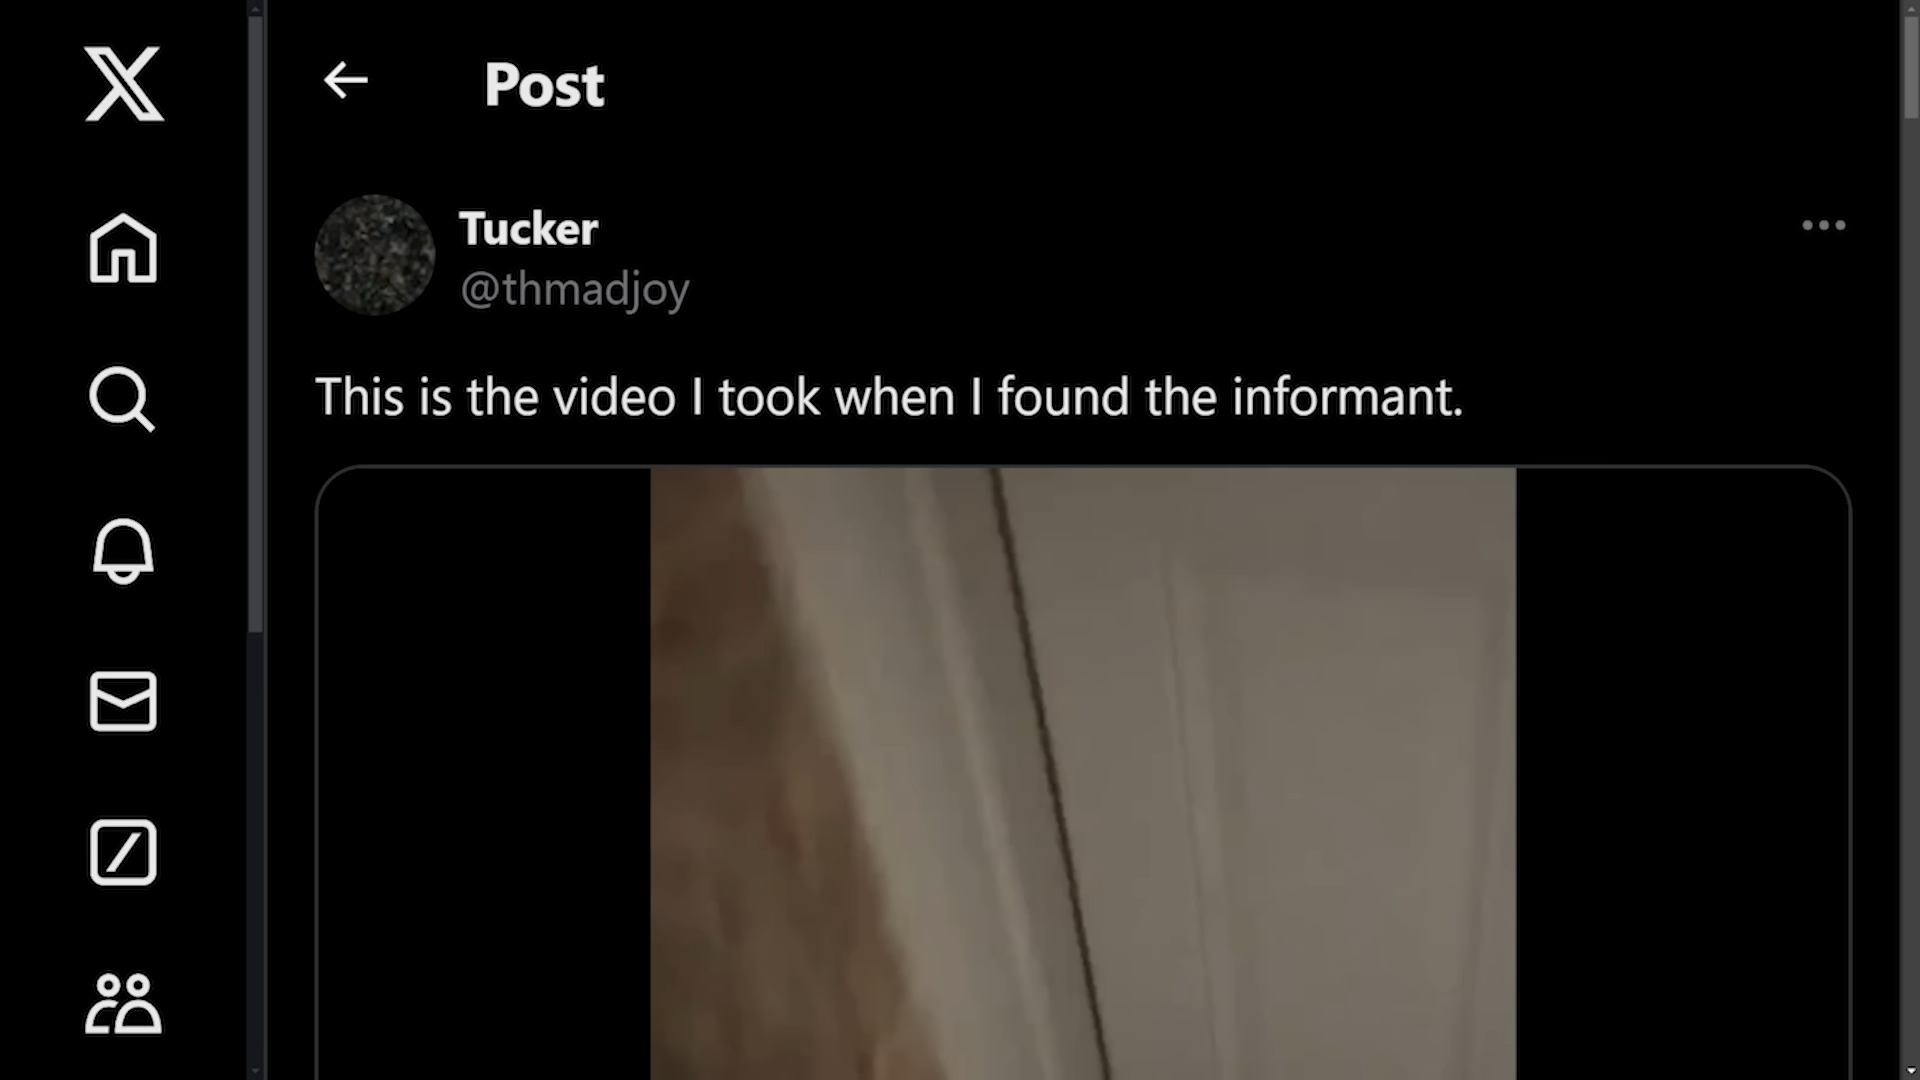 Post
Tucker
@thmadjoy
This is the video I took when I found the informant.